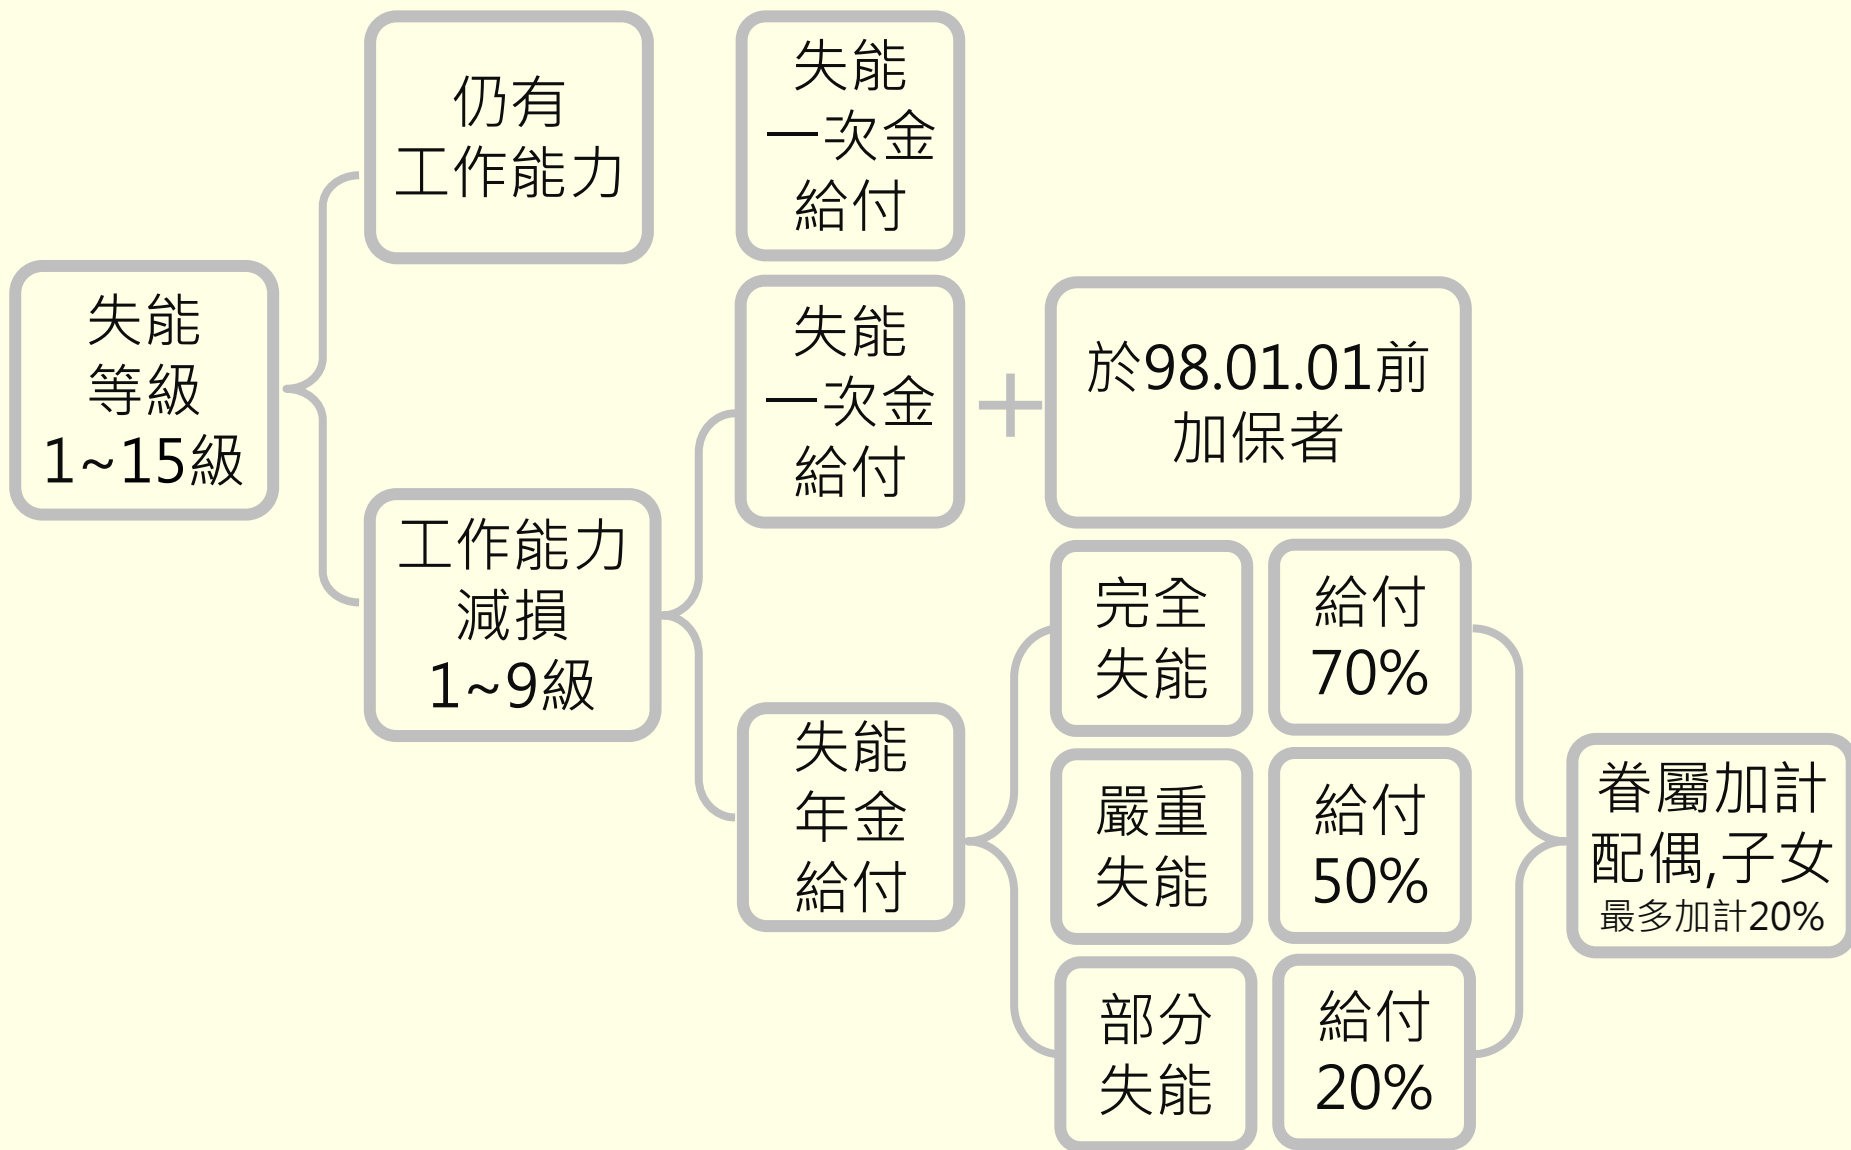 失能
等級
1~15級
仍有
工作能力
失能
一次金
給付
工作能力
減損
1~9級
失能
一次金
給付
+
於98.01.01前
加保者
失能
年金
給付
完全
失能
給付
70%
嚴重
失能
給付
50%
部分
失能
給付
20%
眷屬加計
配偶,子女
最多加計20%